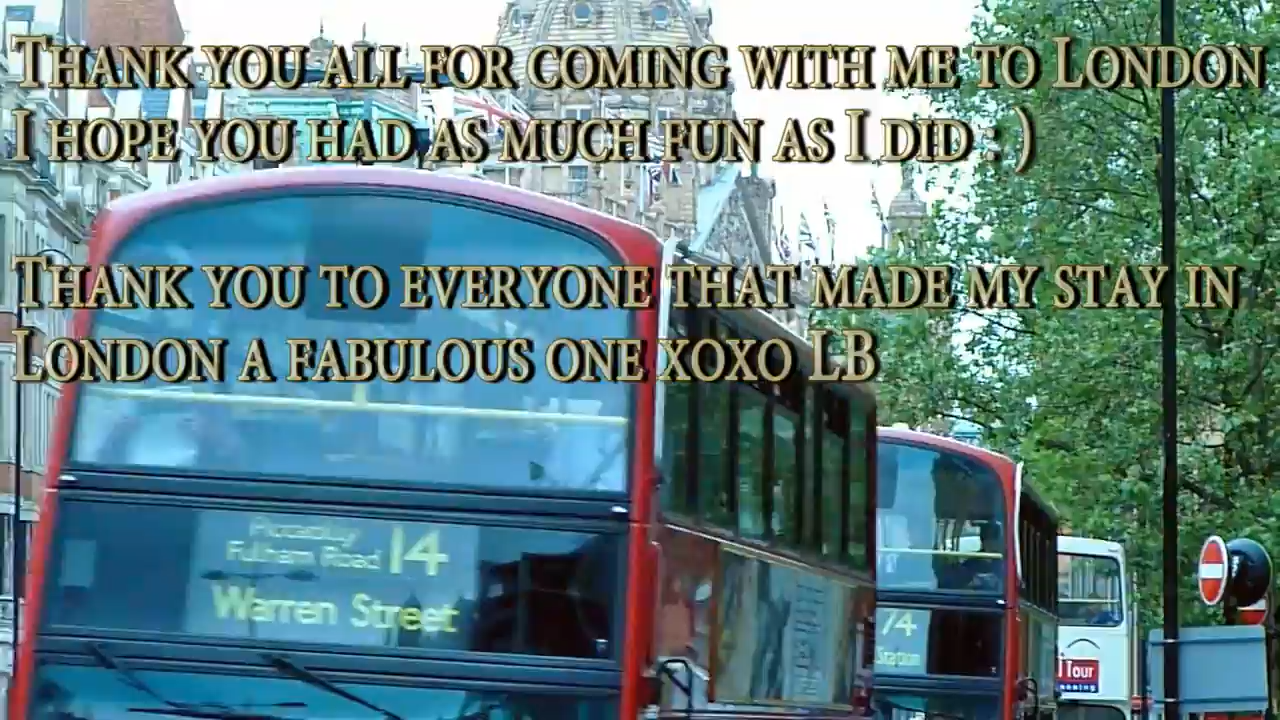 Thank you all for coming with me to London
I hope you had as much fun as I did : )
Thank you to everyone that made my stay in
London a fabulous one xoxo LB
Piccadilly
Fulham Road 14
Warren Street
74
Tour